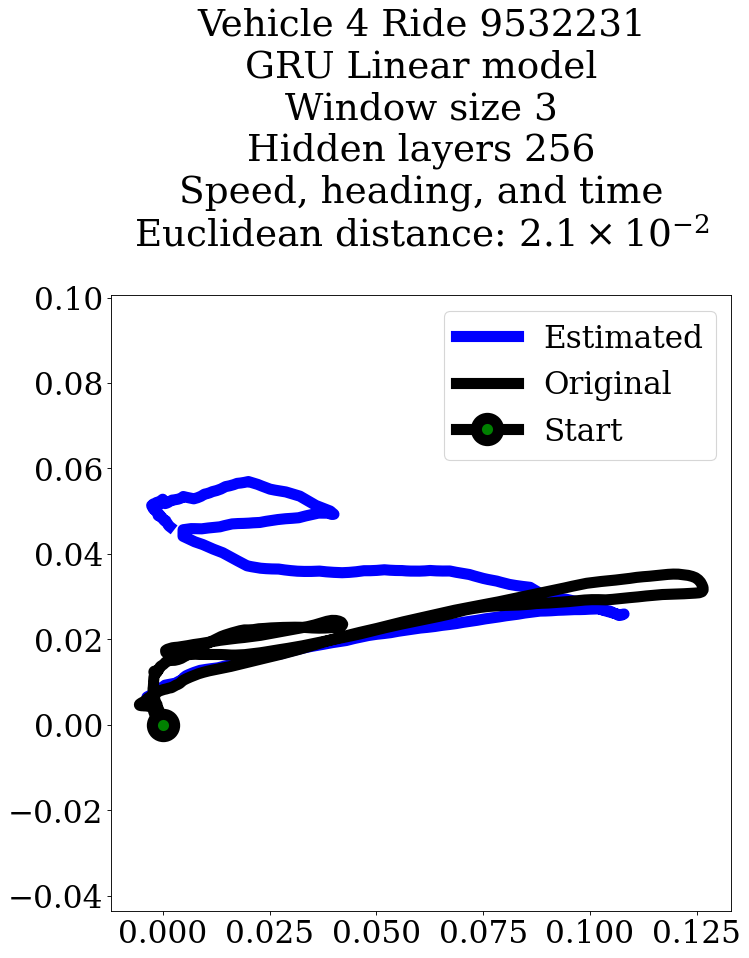 Vehicle 4 Ride 9532231
GRU Linear model
Window size 3
Hidden layers 256
Speed, heading, and time
Euclidean distance: 2.1 × 10⁻²
0.10
Estimated
0.08
Original
Start
0.06
0.04
0.02
0.00
−0.02
−0.04
0.000 0.025 0.050 0.075 0.100 0.125